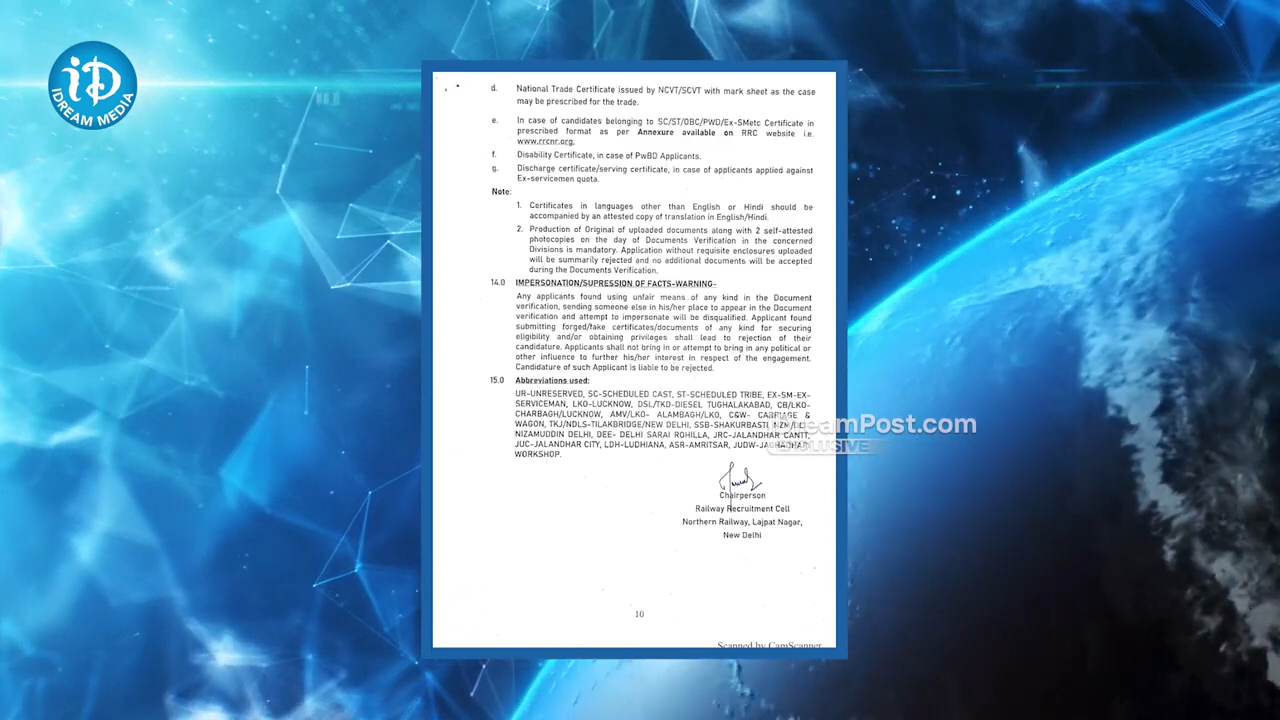 iD
IDREAM MEDIA
d. National Trade Certificate issued by NCVT/SCVT with mark sheet as the case
may be prescribed for the trade.
e. In case of candidates belonging to SC/ST/OBC/PWD/Ex-SMetc Certificate in
prescribed format as per Annexure available on RRC website i.e.
www.rrcnr.org.
f. Disability Certificate, in case of PwBD Applicants.
g. Discharge certificate/serving certificate, in case of applicants applied against
Ex-servicemen quota.
Note:
1. Certificates in languages other than English or Hindi should be
accompanied by an attested copy of translation in English/Hindi.
2. Production of Original of uploaded documents along with 2 self-attested
photocopies on the day of Documents Verification in the concerned
Divisions is mandatory. Application without requisite enclosures uploaded
will be summarily rejected and no additional documents will be accepted
during the Documents Verification.
14.0 IMPERSONATION/SUPRESSION OF FACTS-WARNING-
Any applicants found using unfair means of any kind in the Document
verification, sending someone else in his/her place to appear in the Document
verification and attempt to impersonate will be disqualified. Applicant found
submitting forged/fake certificates/documents of any kind for securing
eligibility and/or obtaining privileges shall lead to rejection of their
candidature. Applicants shall not bring in or attempt to bring in any political or
other influence to further his/her interest in respect of the engagement.
Candidature of such Applicant is liable to be rejected.
15.0 Abbreviations used:
UR-UNRESERVED, SC-SCHEDULED CAST, ST-SCHEDULED TRIBE, EX-SM-EX-
SERVICEMAN, LKO-LUCKNOW, DSL/TKD-DIESEL TUGHALAKABAD, CB/LKO-
CHARBAGH/LUCKNOW, AMV/LKO- ALAMBAGH/LKO, C&W- CARRIAGE &
WAGON, TKJ/NDLS-TILAKBRIDGE/NEW DELHI, SSB-SHAKURBASTI, NZM/
NIZAMUDDIN DELHI, DEE- DELHI SARAI ROHILLA, JRC-JALANDHAR CANTT,
JUC-JALANDHAR CITY, LDH-LUDHIANA, ASR-AMRITSAR, JUDW-JAGHADHARI
WORKSHOP.
iDreamPost.com
EXCLUSIVE
Chairperson
Railway Recruitment Cell
Northern Railway, Lajpat Nagar,
New Delhi
10
Scanned by CamScanner